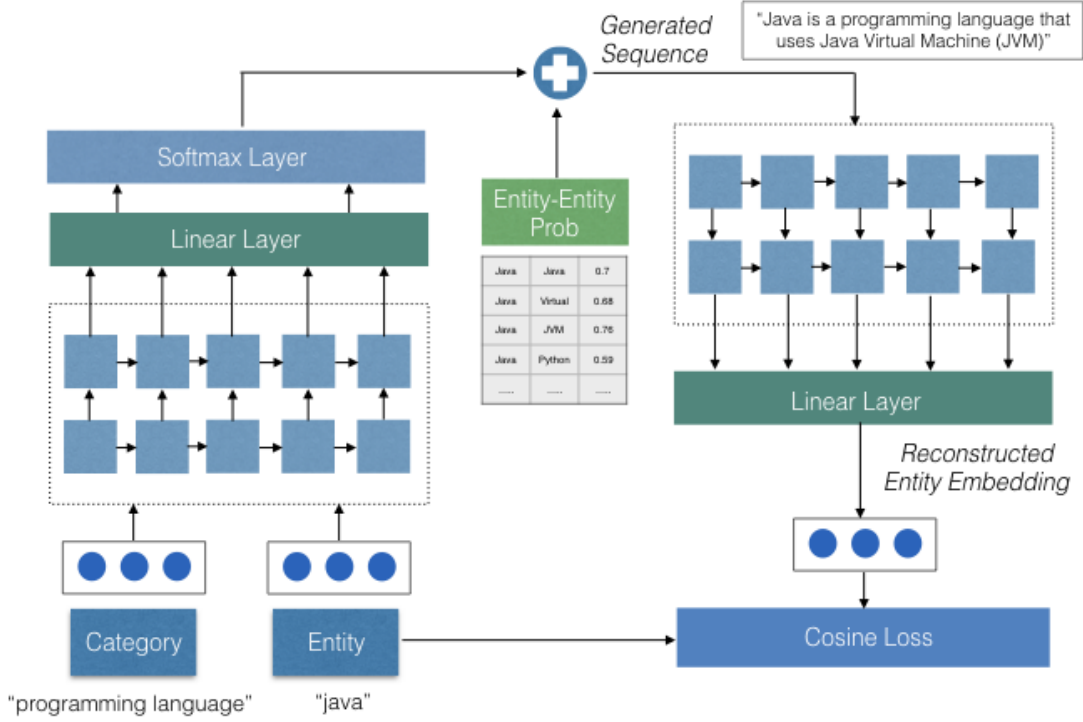 "Java is a programming language that
uses Java Virtual Machine (JVM)"
Generated
Sequence
Softmax Layer
Linear Layer
Entity-Entity
Prob
Java Java 0.7
Java Virtual 0.68
Java JVM 0.76
Java Python 0.59
...... ...... ......
Linear Layer
Reconstructed
Entity Embedding
Category
Entity
Cosine Loss
"programming language"
"java"